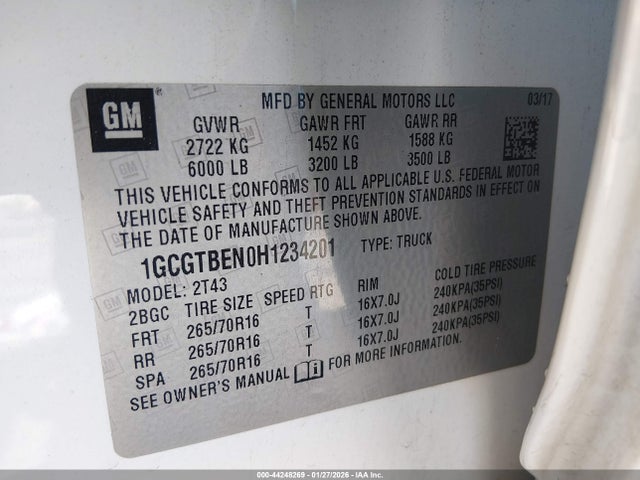 GM
MFD BY GENERAL MOTORS LLC 03/17
GVWR GAWR FRT GAWR RR
2722 KG 1452 KG 1588 KG
6000 LB 3200 LB 3500 LB
THIS VEHICLE CONFORMS TO ALL APPLICABLE U.S. FEDERAL MOTOR
VEHICLE SAFETY AND THEFT PREVENTION STANDARDS IN EFFECT ON
THE DATE OF MANUFACTURE SHOWN ABOVE.
1GCGTBEN0H1234201 TYPE: TRUCK
MODEL: 2T43
2BGC TIRE SIZE SPEED RTG RIM COLD TIRE PRESSURE
FRT 265/70R16 T 16X7.0J 240KPA(35PSI)
RR 265/70R16 T 16X7.0J 240KPA(35PSI)
SPA 265/70R16 T 16X7.0J 240KPA(35PSI)
SEE OWNER'S MANUAL FOR MORE INFORMATION.
000-44248269 - 01/27/2026 - IAA Inc.